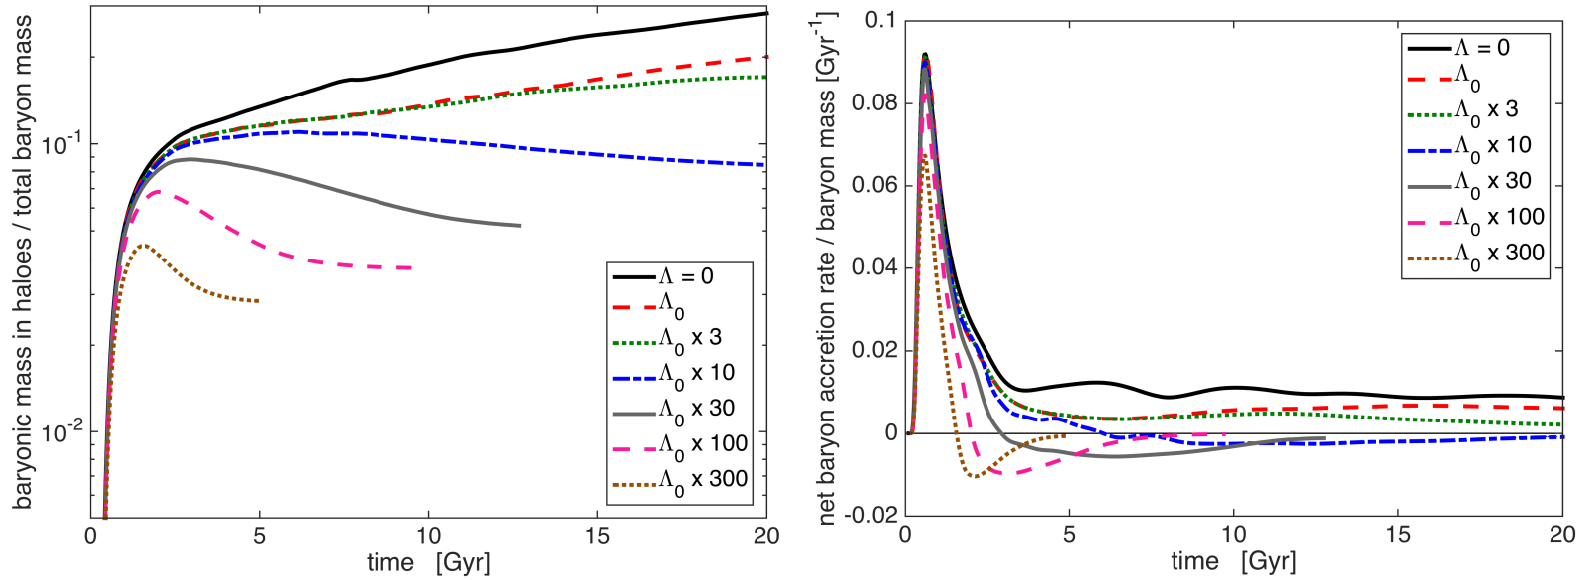 baryonic mass in haloes / total baryon mass
10⁻¹
10⁻²
Λ = 0
Λ₀
Λ₀ x 3
Λ₀ x 10
Λ₀ x 30
Λ₀ x 100
Λ₀ x 300
0 5 10 15 20
time [Gyr]
net baryon accretion rate / baryon mass [Gyr⁻¹]
0.1
0.08
0.06
0.04
0.02
0
-0.02
Λ = 0
Λ₀
Λ₀ x 3
Λ₀ x 10
Λ₀ x 30
Λ₀ x 100
Λ₀ x 300
0 5 10 15 20
time [Gyr]